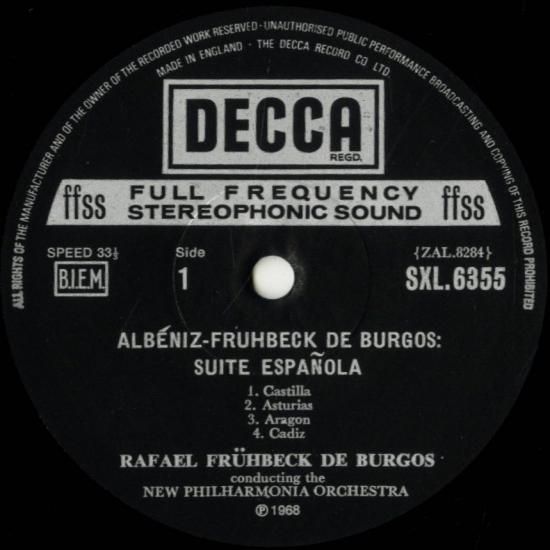 ALL RIGHTS OF THE MANUFACTURER AND OF THE OWNER OF THE RECORDED WORK RESERVED · UNAUTHORISED PUBLIC PERFORMANCE BROADCASTING AND COPYING OF THIS RECORD PROHIBITED
MADE IN ENGLAND · THE DECCA RECORD CO LTD.
DECCA
REGD.
ffss FULL FREQUENCY ffss
STEREOPHONIC SOUND
SPEED 33⅓ Side {ZAL.8284}
B.I.E.M. 1 SXL.6355
ALBÉNIZ-FRUHBECK DE BURGOS:
SUITE ESPAÑOLA
1. Castilla
2. Asturias
3. Aragon
4. Cadiz
RAFAEL FRÜHBECK DE BURGOS
conducting the
NEW PHILHARMONIA ORCHESTRA
℗ 1968